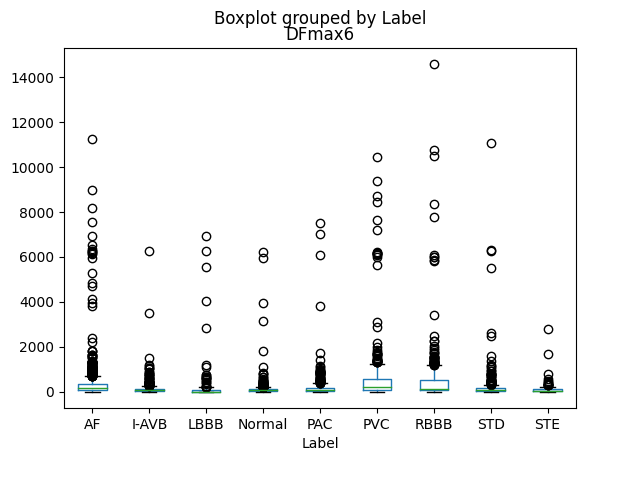 Boxplot grouped by Label
DFmax6
14000
12000
10000
8000
6000
4000
2000
0
AF I-AVB LBBB Normal PAC PVC RBBB STD STE
Label